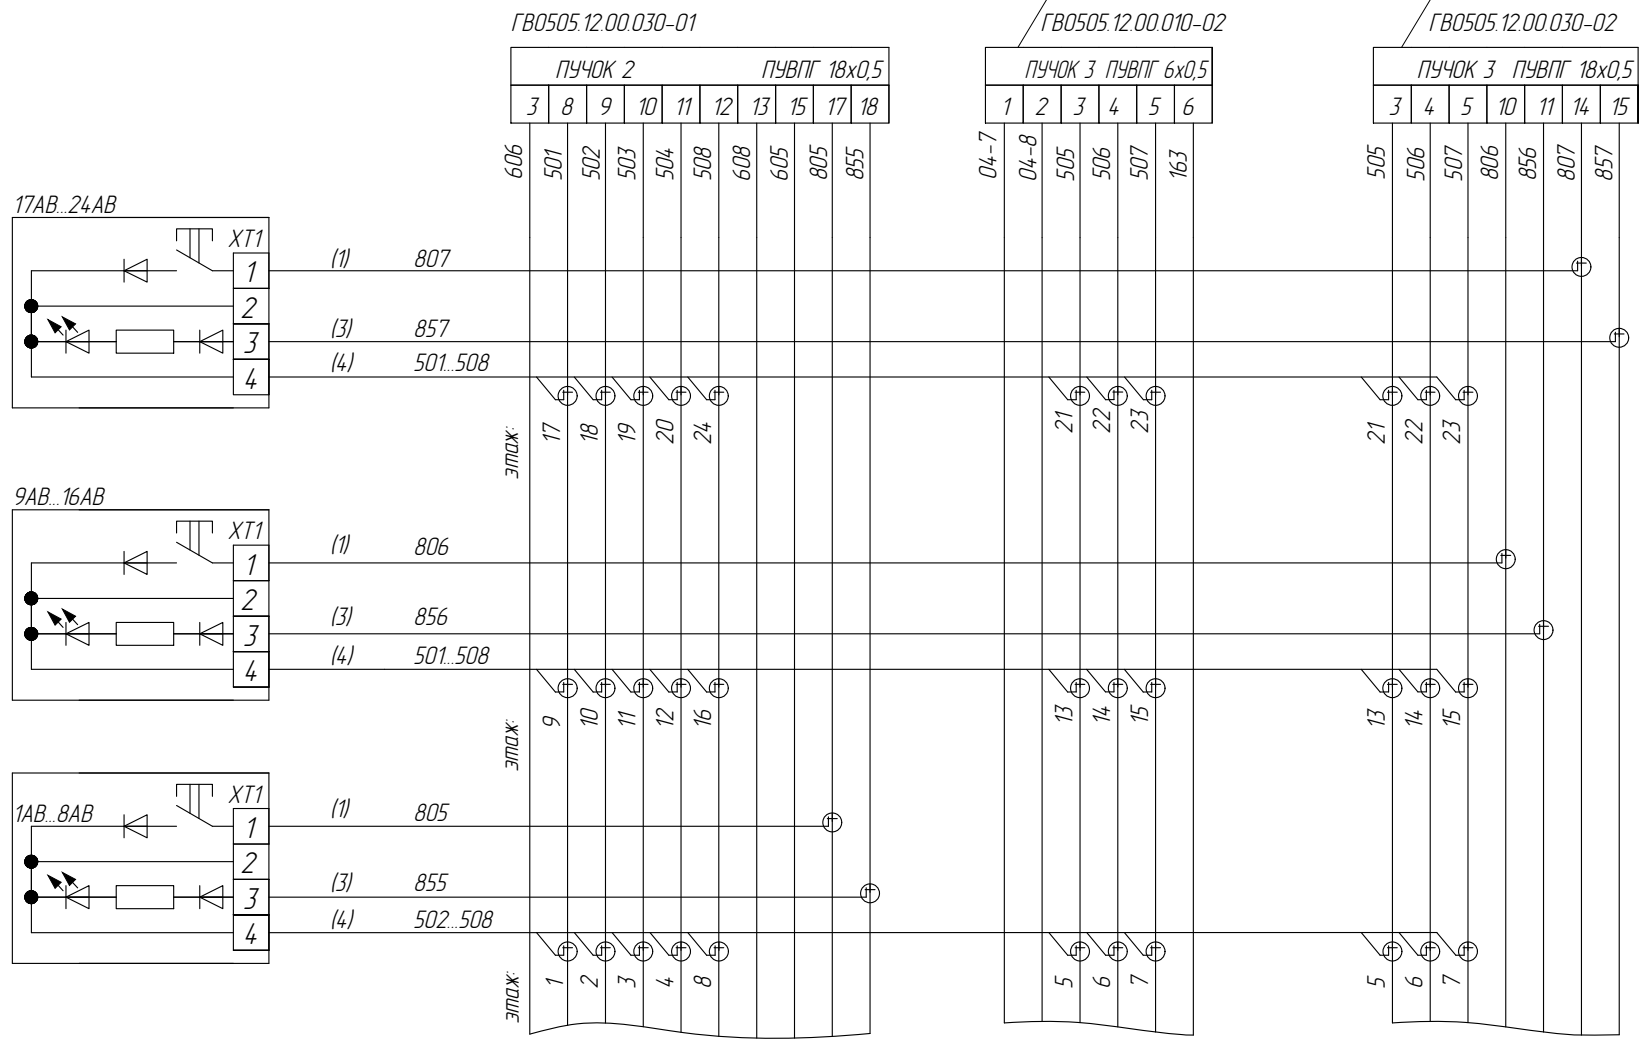 ГВ0505.12.00.030-01
ГВ0505.12.00.010-02
ГВ0505.12.00.030-02
ПУЧОК 2 ПУВПГ 18х0,5
ПУЧОК 3 ПУВПГ 6х0,5
ПУЧОК 3 ПУВПГ 18х0,5
3 8 9 10 11 12 13 15 17 18
1 2 3 4 5 6
3 4 5 10 11 14 15
606 501 502 503 504 508 608 605 805 855
04-7 04-8 505 506 507 163
505 506 507 806 856 807 857
17АВ...24АВ
ХТ1
1 (1) 807
2
3 (3) 857
4 (4) 501...508
этаж: 17 18 19 20 24
21 22 23
21 22 23
9АВ...16АВ
ХТ1
1 (1) 806
2
3 (3) 856
4 (4) 501...508
этаж: 9 10 11 12 16
13 14 15
13 14 15
1АВ...8АВ
ХТ1
1 (1) 805
2
3 (3) 855
4 (4) 502...508
этаж: 1 2 3 4 8
5 6 7
5 6 7